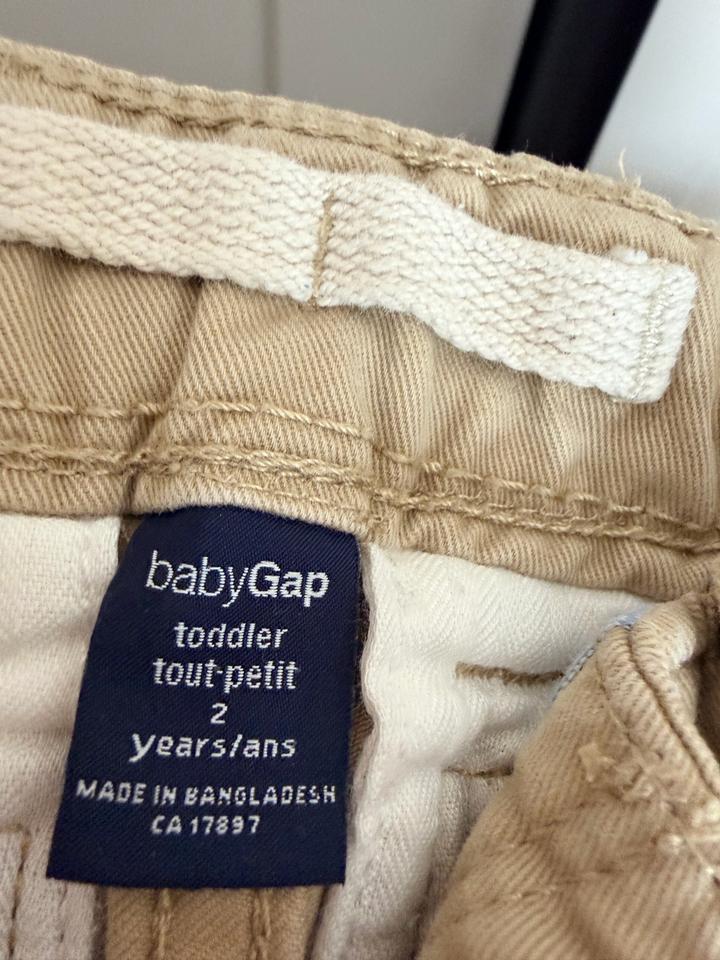 babyGap
toddler
tout-petit
2
years/ans
MADE IN BANGLADESH
CA 17897